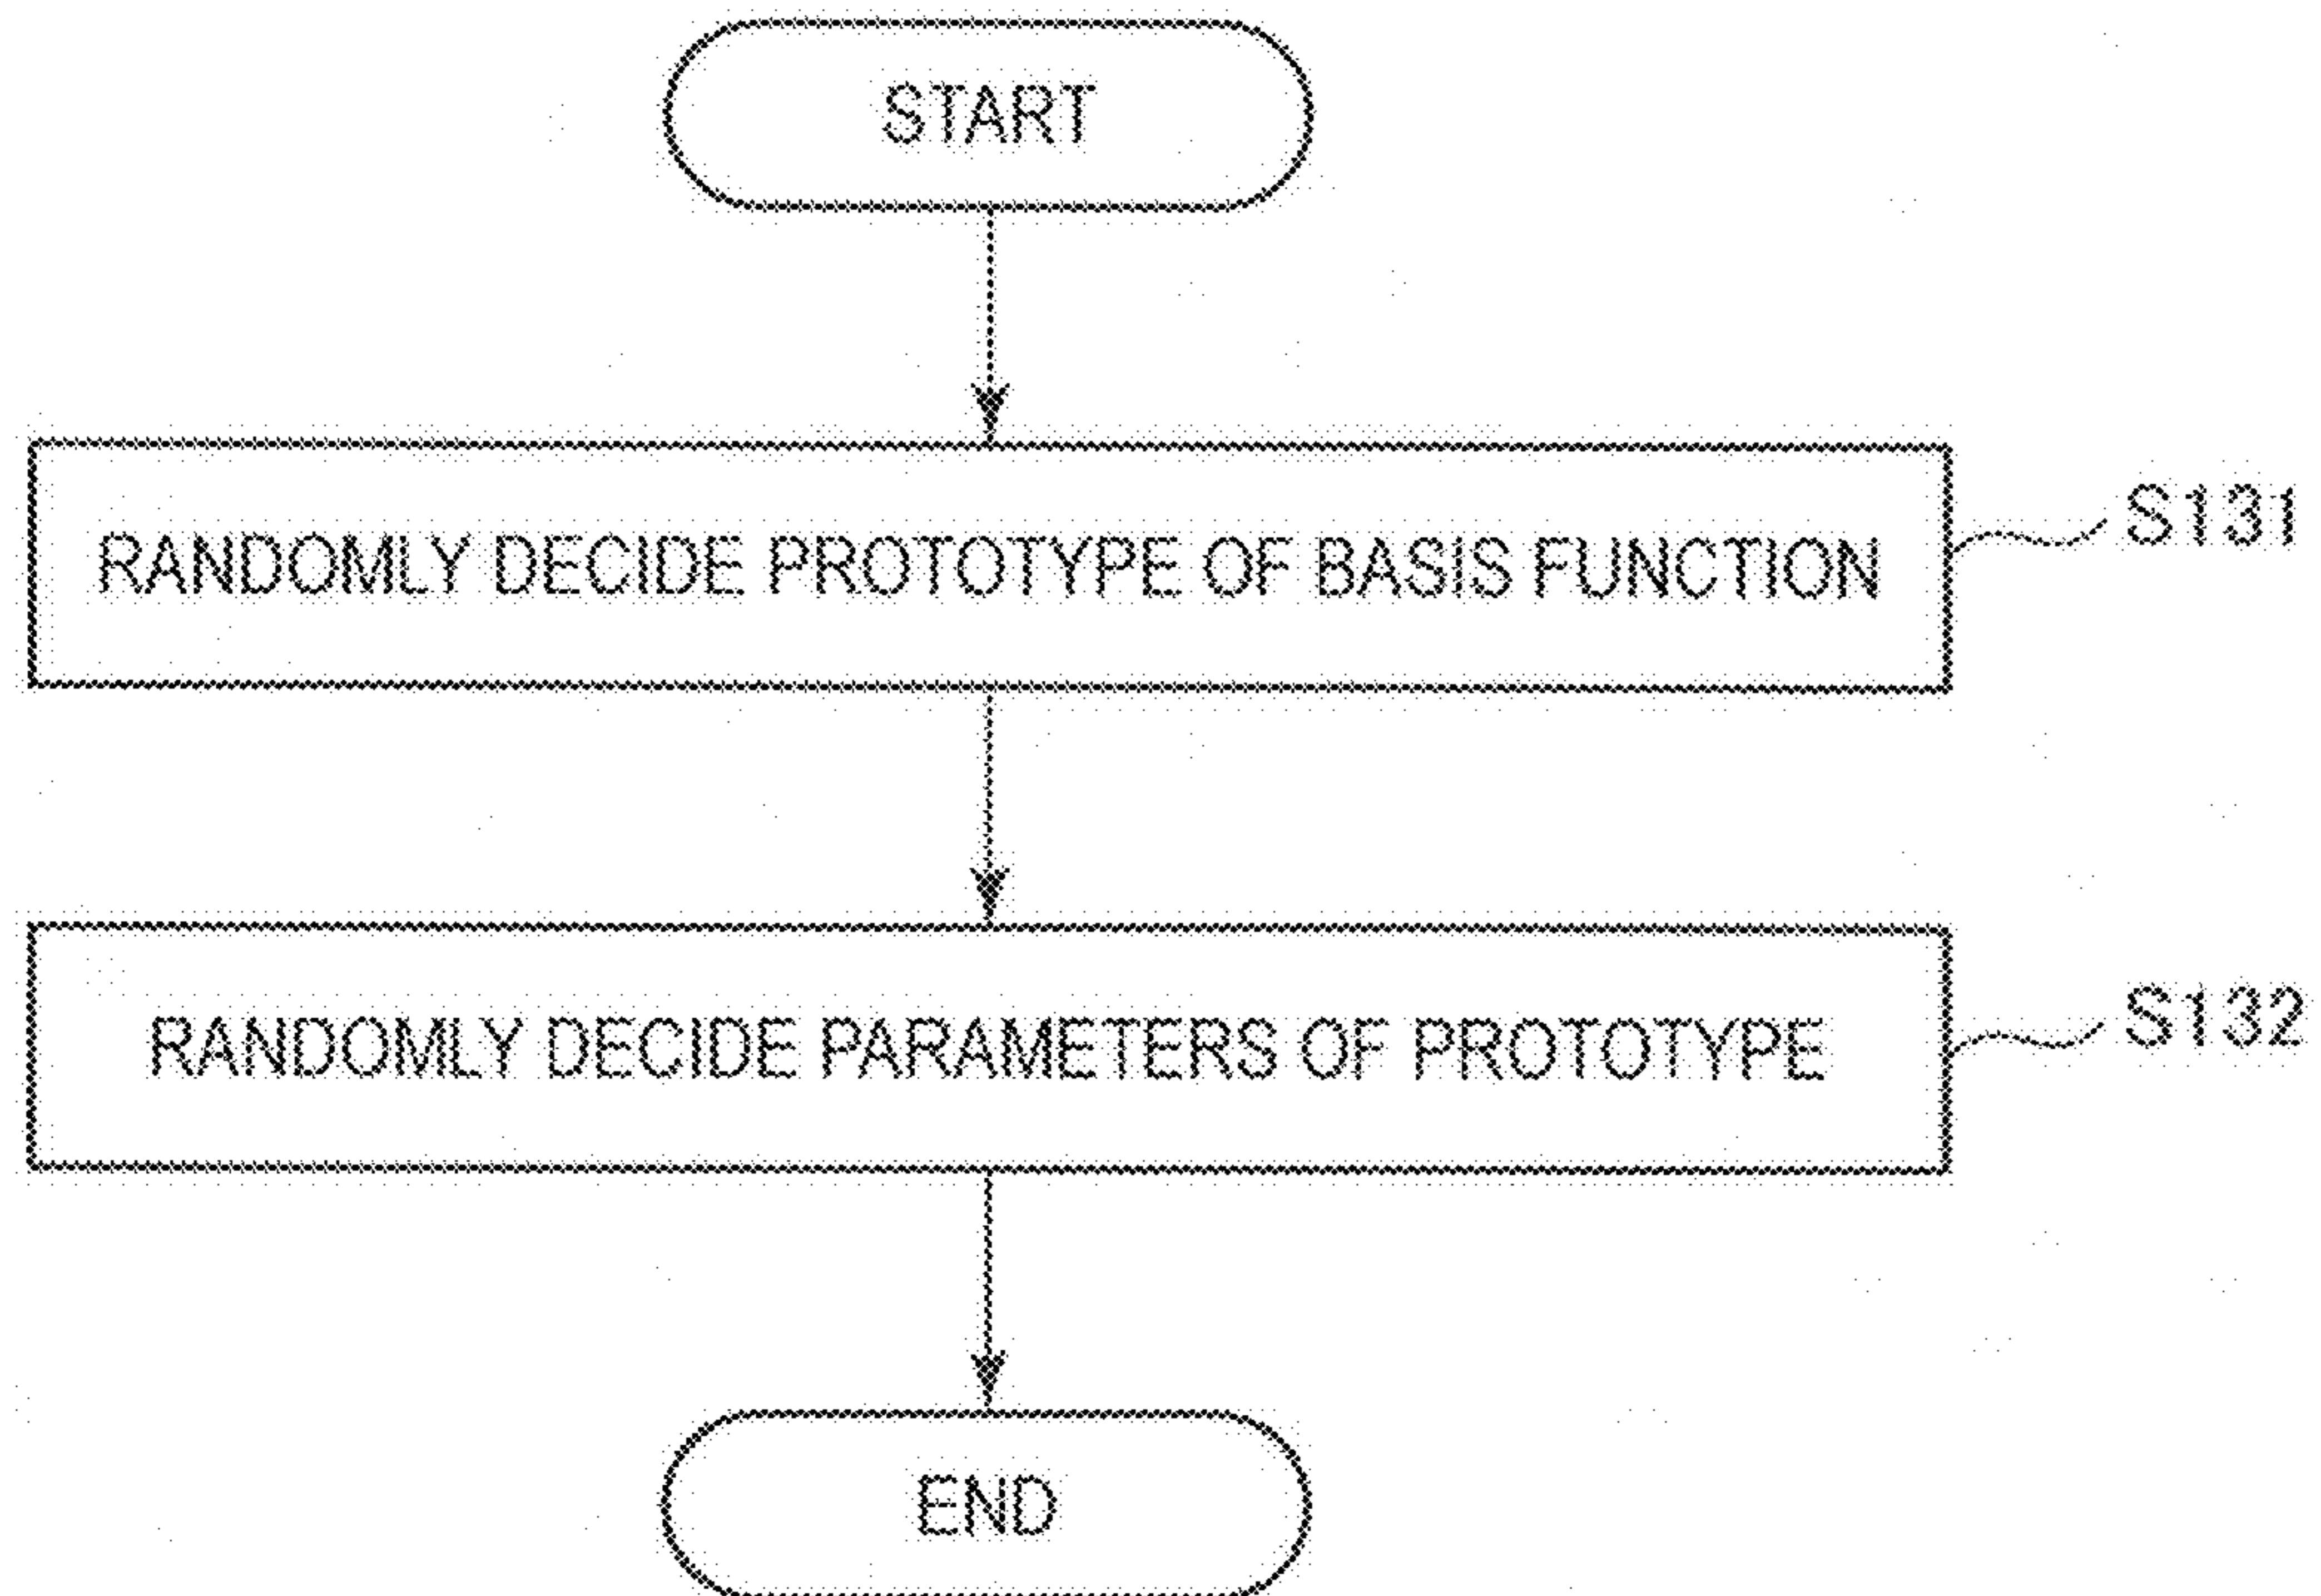 START
RANDOMLY DECIDE PROTOTYPE OF BASIS FUNCTION
S131
RANDOMLY DECIDE PARAMETERS OF PROTOTYPE
S132
END